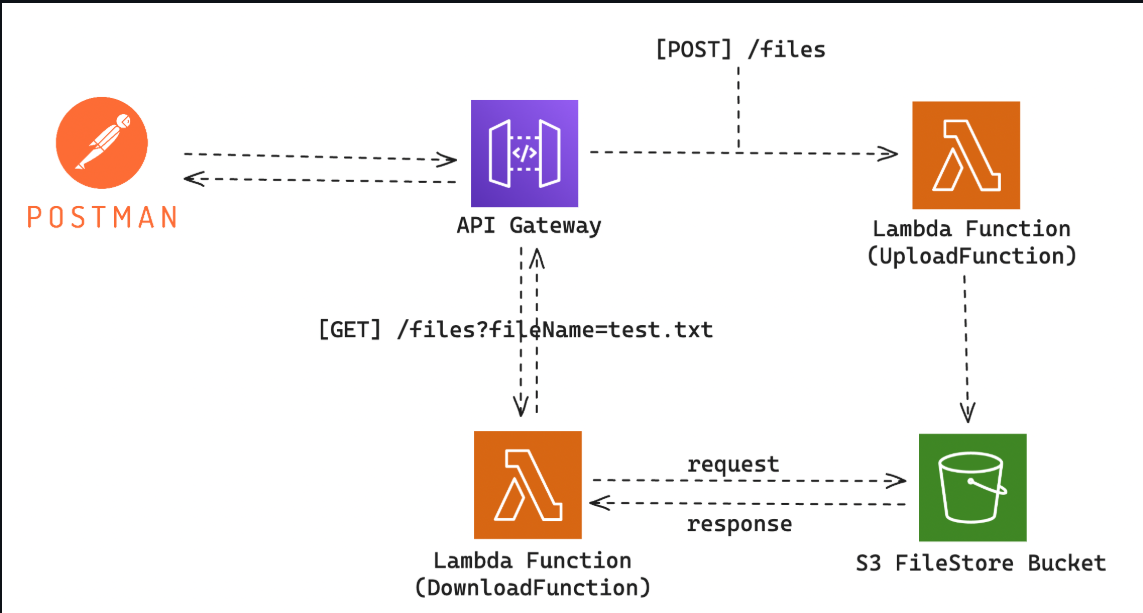 [POST] /files
POSTMAN
API Gateway
Lambda Function
(UploadFunction)
[GET] /files?fileName=test.txt
request
response
Lambda Function
(DownloadFunction)
S3 FileStore Bucket